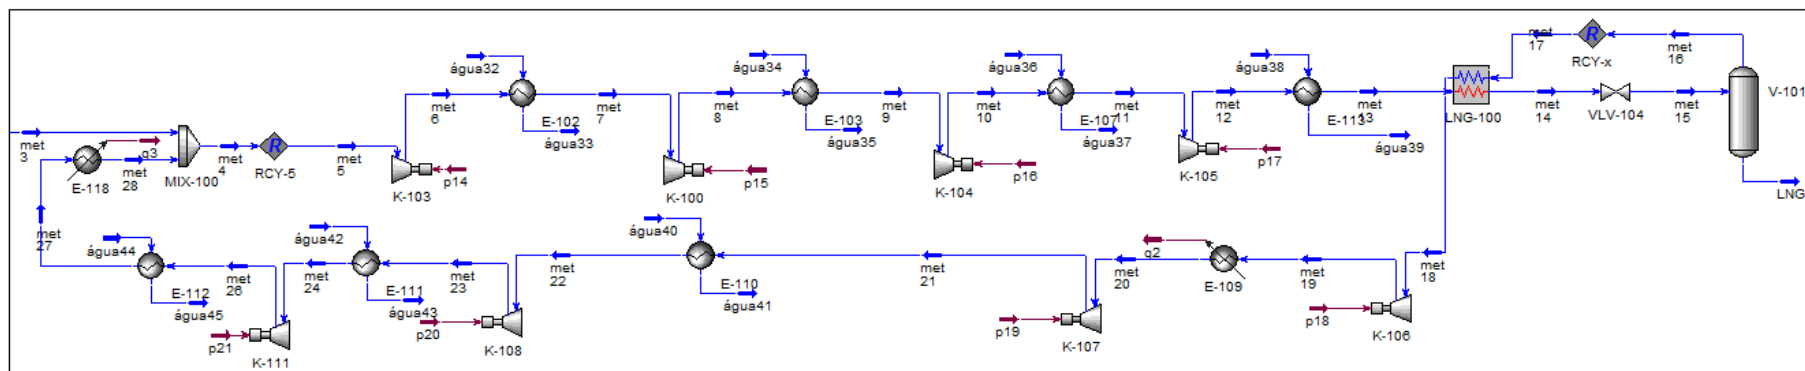 met
3
E-118
q3
met
28
MIX-100
met
4
RCY-5
met
5
met
6
K-103
p14
água32
E-102
água33
met
7
K-100
p15
met
8
água34
E-103
água35
met
9
K-104
p16
met
10
água36
E-107
água37
met
11
K-105
p17
met
12
água38
E-113
água39
met
13
LNG-100
met
14
VLV-104
met
15
V-101
met
16
R
RCY-x
met
17
LNG
R
met
18
K-106
p18
met
19
E-109
q2
met
20
K-107
p19
met
21
água40
E-110
água41
met
22
K-108
p20
met
23
água42
E-111
água43
met
24
K-111
p21
met
26
água44
E-112
água45
met
27